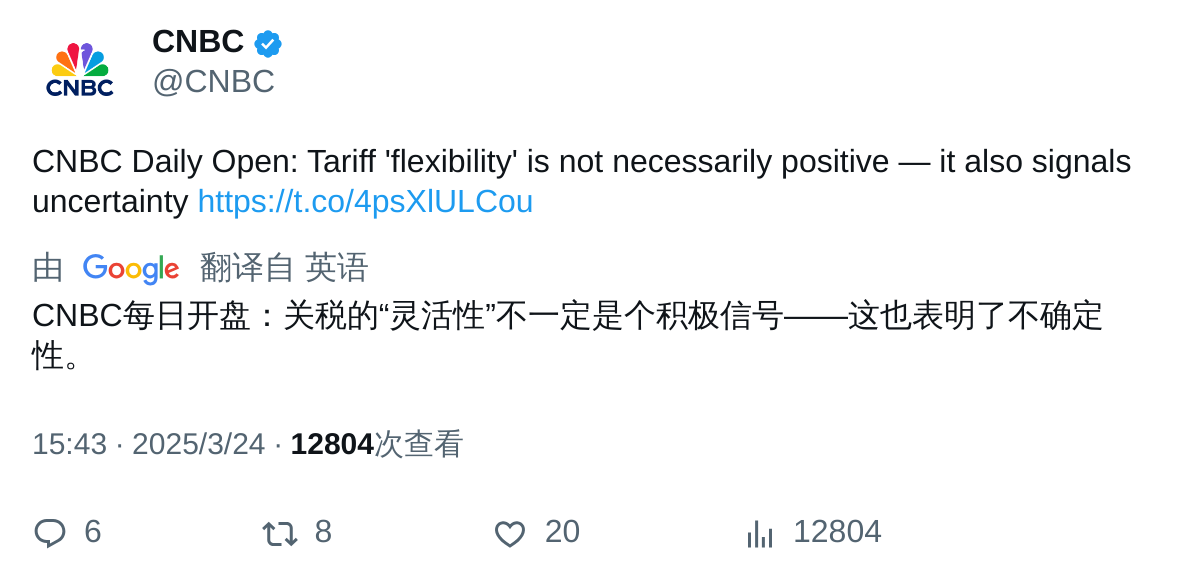 CNBC
CNBC
@CNBC
CNBC Daily Open: Tariff 'flexibility' is not necessarily positive — it also signals
uncertainty https://t.co/4psXlULCou
由 Google 翻译自 英语
CNBC每日开盘：关税的“灵活性”不一定是个积极信号——这也表明了不确定
性。
15:43 · 2025/3/24 · 12804次查看
6 8 20 12804